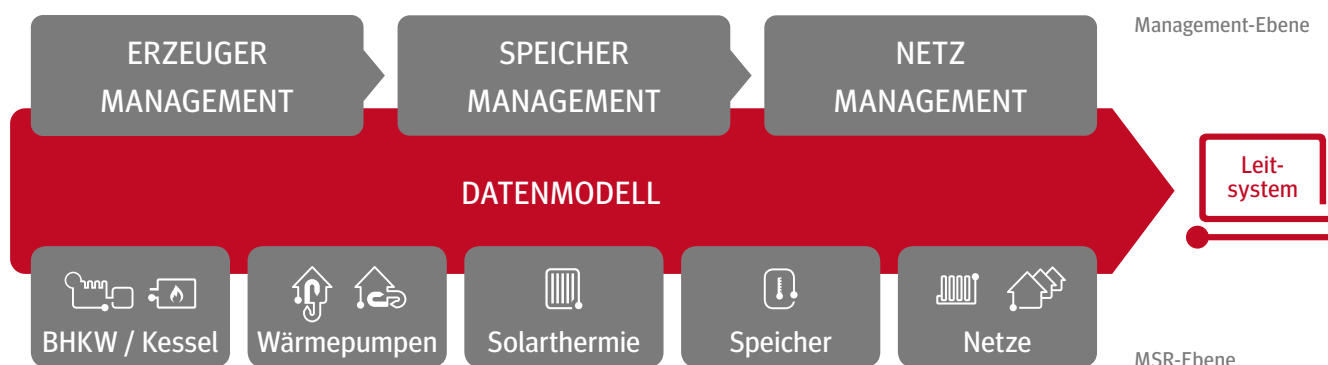 ERZEUGER
MANAGEMENT
SPEICHER
MANAGEMENT
NETZ
MANAGEMENT
Management-Ebene
DATENMODELL
Leit-
system
BHKW / Kessel
Wärmepumpen
Solarthermie
Speicher
Netze
MSR-Ebene